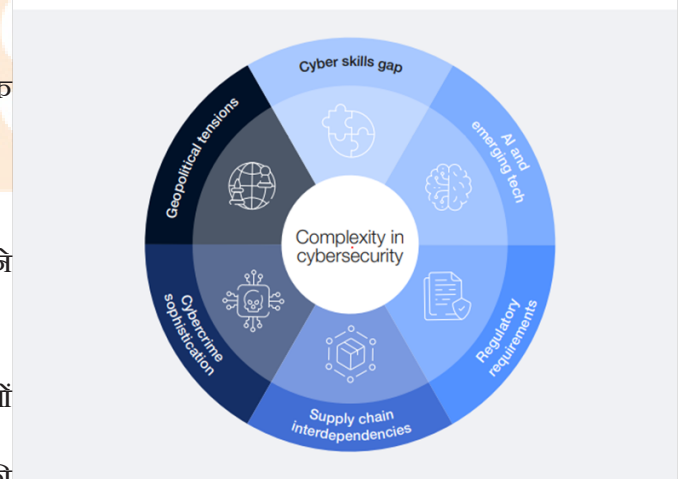 Cyber skills gap
AI and
emerging tech
Regulatory
requirements
Supply chain
interdependencies
Cybercrime
sophistication
Geopolitical tensions
Complexity in
cybersecurity